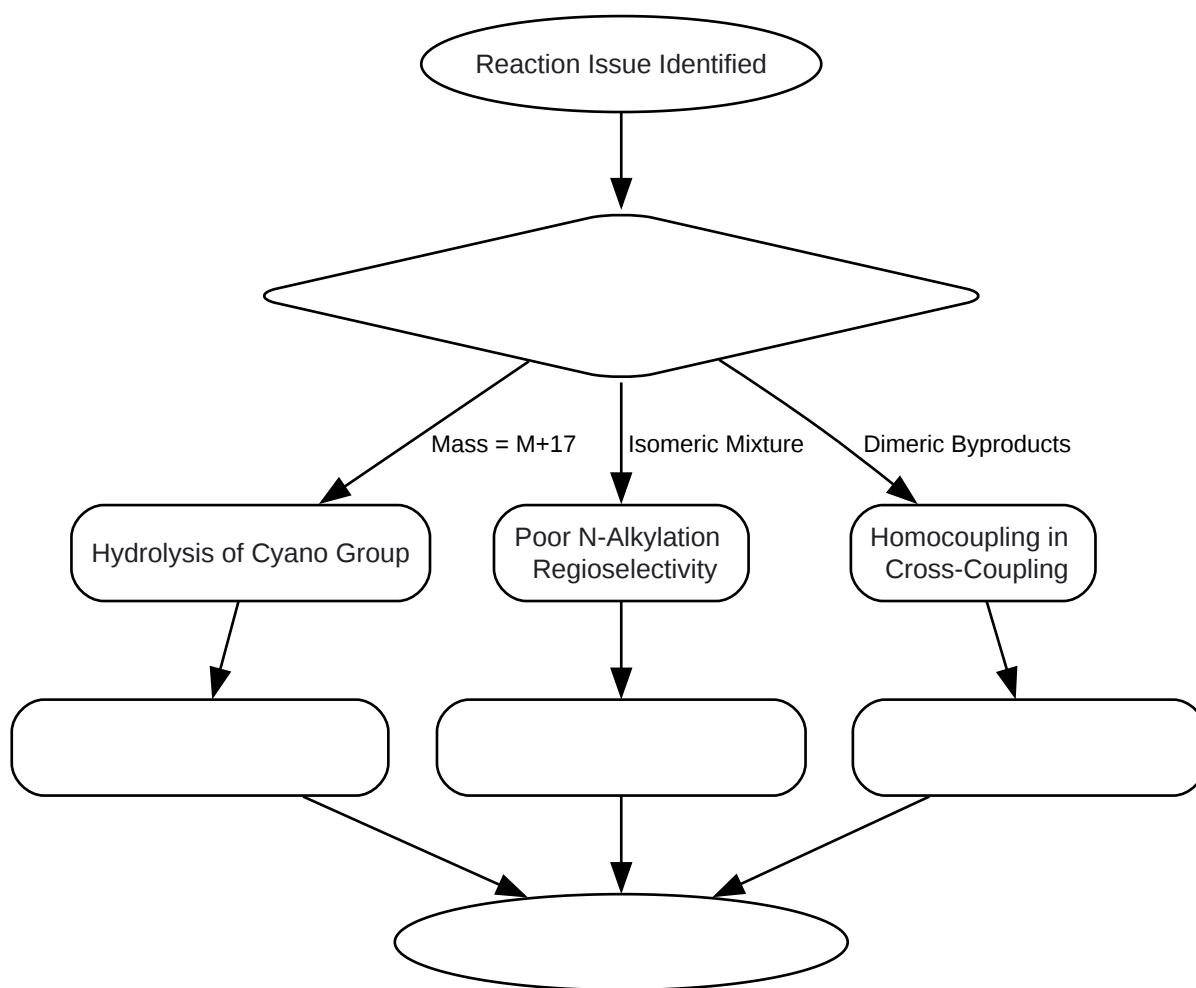 Reaction Issue Identified
Mass = M+17
Isomeric Mixture
Dimeric Byproducts
Hydrolysis of Cyano Group
Poor N-Alkylation
Regioselectivity
Homocoupling in
Cross-Coupling